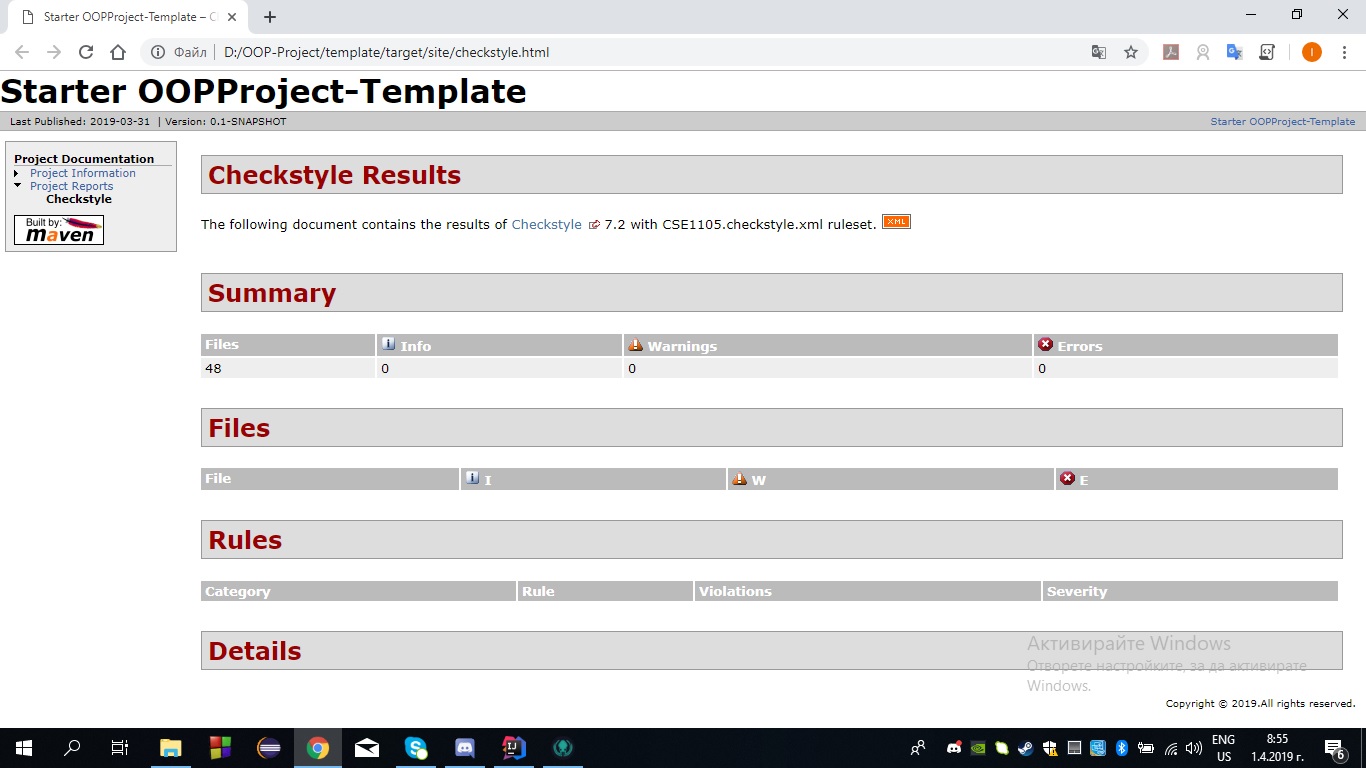 Starter OOPProject-Template – C
Файл
D:/OOP-Project/template/target/site/checkstyle.html
I
Starter OOPProject-Template
Last Published: 2019-03-31 | Version: 0.1-SNAPSHOT
Starter OOPProject-Template
Project Documentation
Project Information
Project Reports
Checkstyle
Built by:
maven
Checkstyle Results
The following document contains the results of Checkstyle 7.2 with CSE1105.checkstyle.xml ruleset. XML
Summary
Files Info Warnings Errors
48 0 0 0
Files
File I W E
Rules
Category Rule Violations Severity
Details
Активирайте Windows
Отворете настройките, за да активирате
Windows.
Copyright © 2019.All rights reserved.
ENG
US
8:55
1.4.2019 г.
6